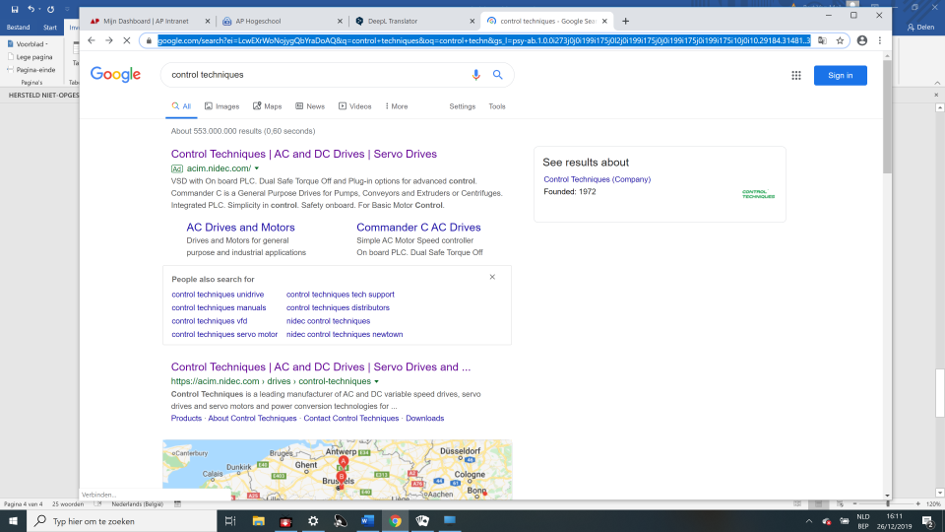 Mijn Dashboard | AP intranet
AP Hogeschool
DeepL Translator
control techniques - Google Sea
google.com/search?ei=LcwEXrWoNojygQbYraDoAQ&q=control+techniques&oq=control+techn&gs_l=psy-ab.1.0.0i273j0j0i199i175j0l2j0i199i175j0j0i199i175j0j0i199i175i10j0i10.29184.31481..3
Bestand
Start
Inv
Delen
Voorblad
Lege pagina
Pagina-einde
Pagina's
Tab
HERSTELD NIET-OPGES
Google
control techniques
Sign in
All
Images
Maps
News
Videos
More
Settings
Tools
About 553.000.000 results (0,60 seconds)
Control Techniques | AC and DC Drives | Servo Drives
Ad acim.nidec.com/
VSD with On board PLC. Dual Safe Torque Off and Plug-in options for advanced control.
Commander C is a General Purpose Drives for Pumps, Conveyors and Extruders or Centrifuges.
Integrated PLC. Simplicity in control. Safety onboard. For Basic Motor Control.
AC Drives and Motors
Drives and Motors for general
purpose and industrial applications
Commander C AC Drives
Simple AC Motor Speed controller
On board PLC. Dual Safe Torque Off
People also search for
control techniques unidrive
control techniques tech support
control techniques manuals
control techniques distributors
control techniques vfd
nidec control techniques
control techniques servo motor
nidec control techniques newtown
Control Techniques | AC and DC Drives | Servo Drives and ...
https://acim.nidec.com › drives › control-techniques
Control Techniques is a leading manufacturer of AC and DC variable speed drives, servo
drives and servo motors and power conversion technologies for ...
Products · About Control Techniques · Contact Control Techniques · Downloads
See results about
Control Techniques (Company)
Founded: 1972
CONTROL
TECHNIQUES
oCadzand
Bruges
Antwerp
Düsseldorf
Calais
Dunkirk
Ghent
Cologne
Brussels
Aachen
Bonn
E40
E40
E17
E42
A
B
Verbinden...
Pagina 4 van 4
25 woorden
Nederlands (België)
120%
Typ hier om te zoeken
NLD
BEP
16:11
26/12/2019
2